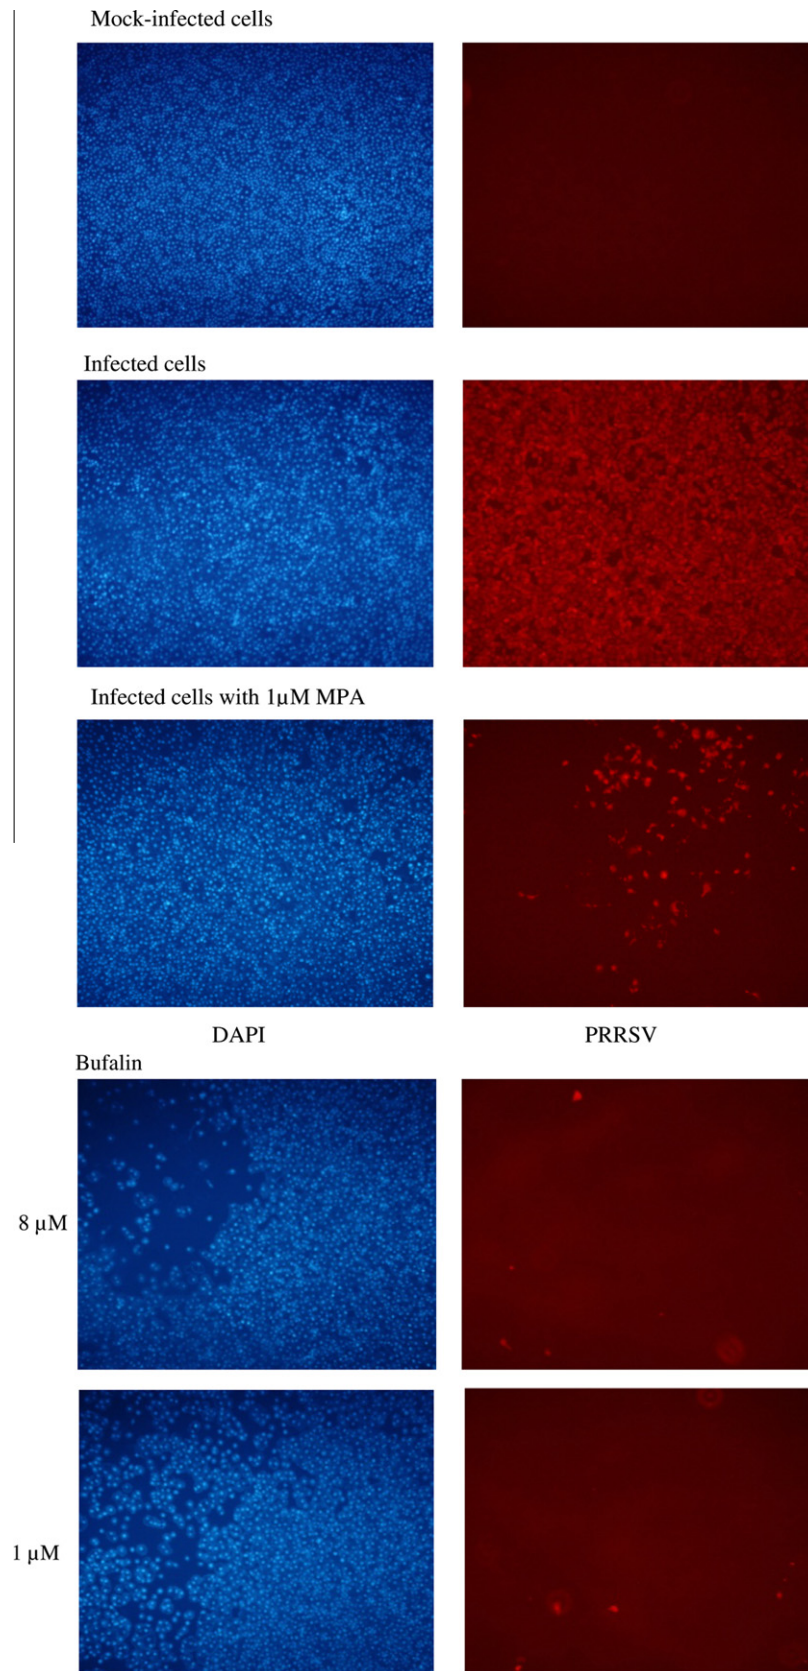 Mock-infected cells
Infected cells
Infected cells with 1µM MPA
DAPI PRRSV
Bufalin
8 µM
1 µM